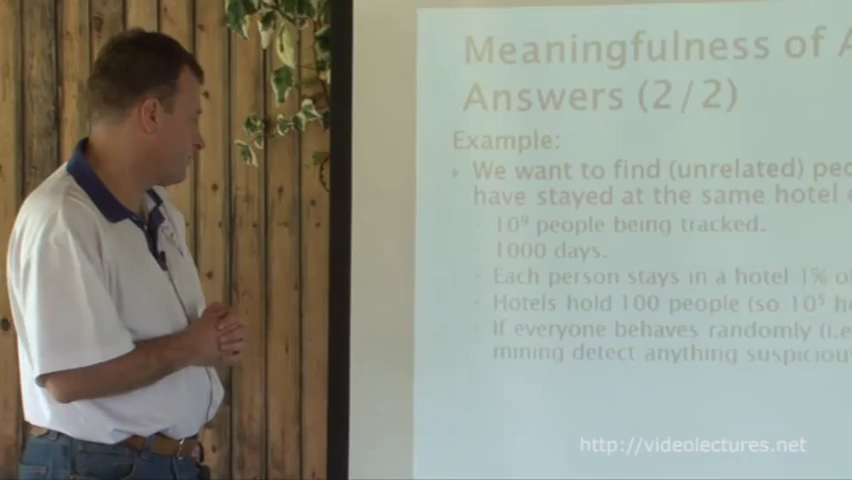 Meaningfulness of A
Answers (2/2)
Example:
We want to find (unrelated) peo
have stayed at the same hotel
10⁹ people being tracked.
1000 days.
Each person stays in a hotel 1% of
Hotels hold 100 people (so 10⁵ h
If everyone behaves randomly (i.e
mining detect anything suspiciou
http://videolectures.net